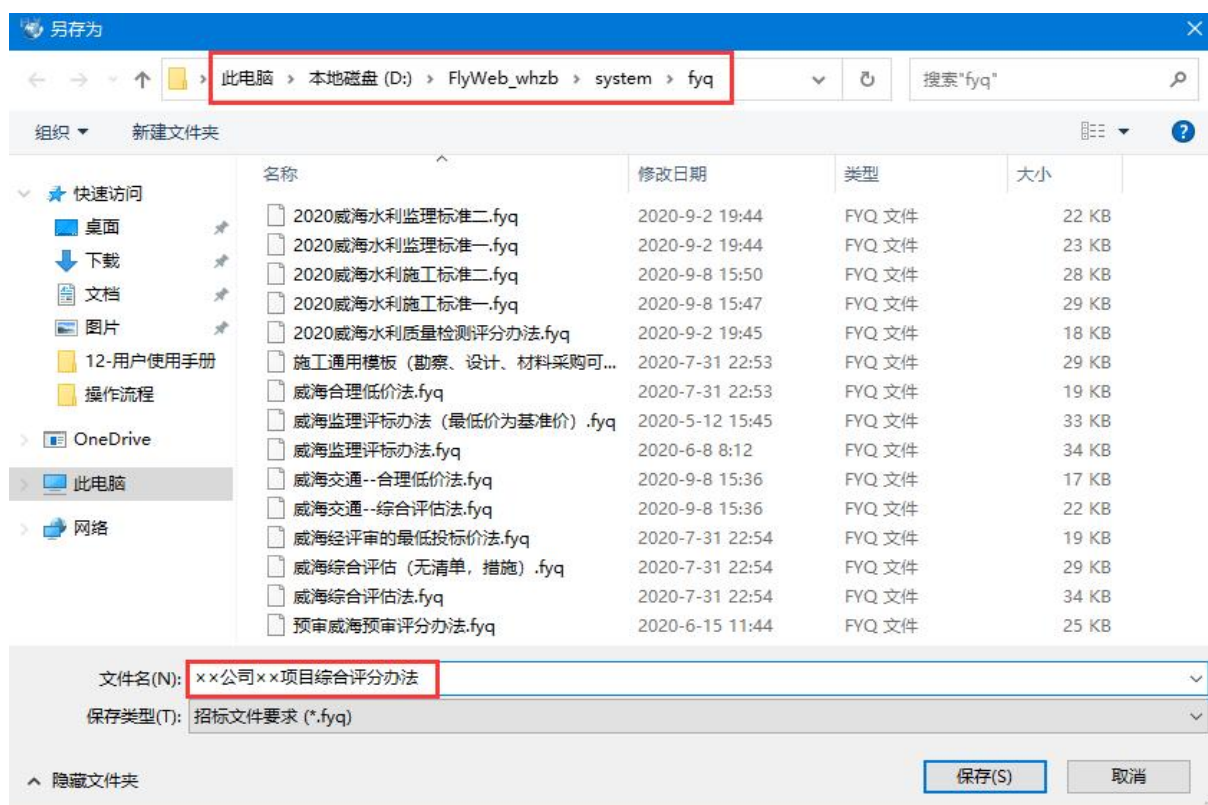 另存为
此电脑 › 本地磁盘 (D:) › FlyWeb_whzb › system › fyq 搜索"fyq"
组织 新建文件夹
名称 修改日期 类型 大小
快速访问
桌面
下载
文档
图片
12-用户使用手册
操作流程
OneDrive
此电脑
网络
2020威海水利监理标准二.fyq 2020-9-2 19:44 FYQ 文件 22 KB
2020威海水利监理标准一.fyq 2020-9-2 19:44 FYQ 文件 23 KB
2020威海水利施工标准二.fyq 2020-9-8 15:50 FYQ 文件 28 KB
2020威海水利施工标准一.fyq 2020-9-8 15:47 FYQ 文件 29 KB
2020威海水利质量检测评分办法.fyq 2020-9-2 19:45 FYQ 文件 18 KB
施工通用模板（勘察、设计、材料采购可... 2020-7-31 22:53 FYQ 文件 29 KB
威海合理低价法.fyq 2020-7-31 22:53 FYQ 文件 19 KB
威海监理评标办法（最低价为基准价）.fyq 2020-5-12 15:45 FYQ 文件 33 KB
威海监理评标办法.fyq 2020-6-8 8:12 FYQ 文件 34 KB
威海交通--合理低价法.fyq 2020-9-8 15:36 FYQ 文件 17 KB
威海交通--综合评估法.fyq 2020-9-8 15:36 FYQ 文件 22 KB
威海经评审的最低投标价法.fyq 2020-7-31 22:54 FYQ 文件 19 KB
威海综合评估（无清单，措施）.fyq 2020-7-31 22:54 FYQ 文件 29 KB
威海综合评估法.fyq 2020-7-31 22:54 FYQ 文件 34 KB
预审威海预审评分办法.fyq 2020-6-15 11:44 FYQ 文件 25 KB
文件名(N): ××公司××项目综合评分办法
保存类型(T): 招标文件要求 (*.fyq)
隐藏文件夹 保存(S) 取消